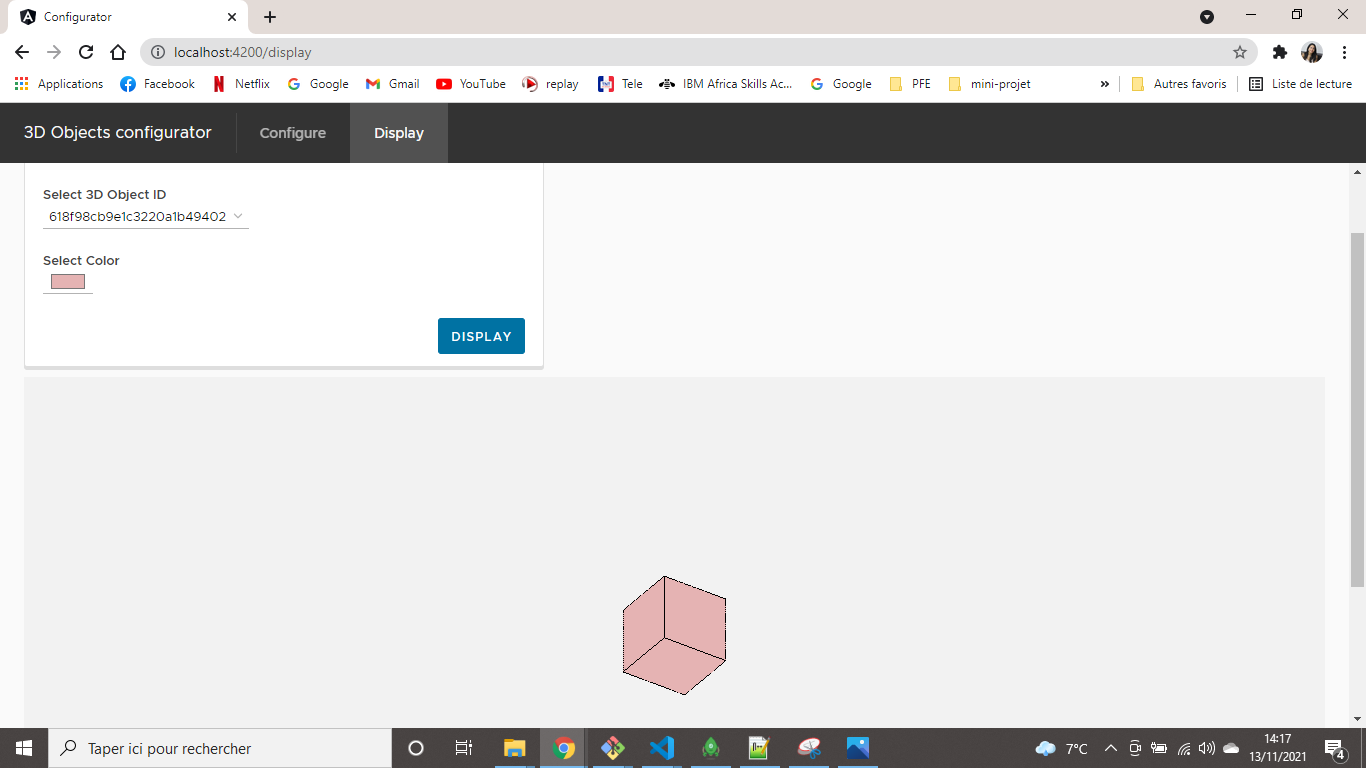 Configurator
localhost:4200/display
Applications Facebook Netflix Google Gmail YouTube replay Tele IBM Africa Skills Ac... Google PFE mini-projet » Autres favoris Liste de lecture
3D Objects configurator Configure Display
Select 3D Object ID
618f98cb9e1c3220a1b49402
Select Color
DISPLAY
Taper ici pour rechercher
7°C
14:17
13/11/2021
4